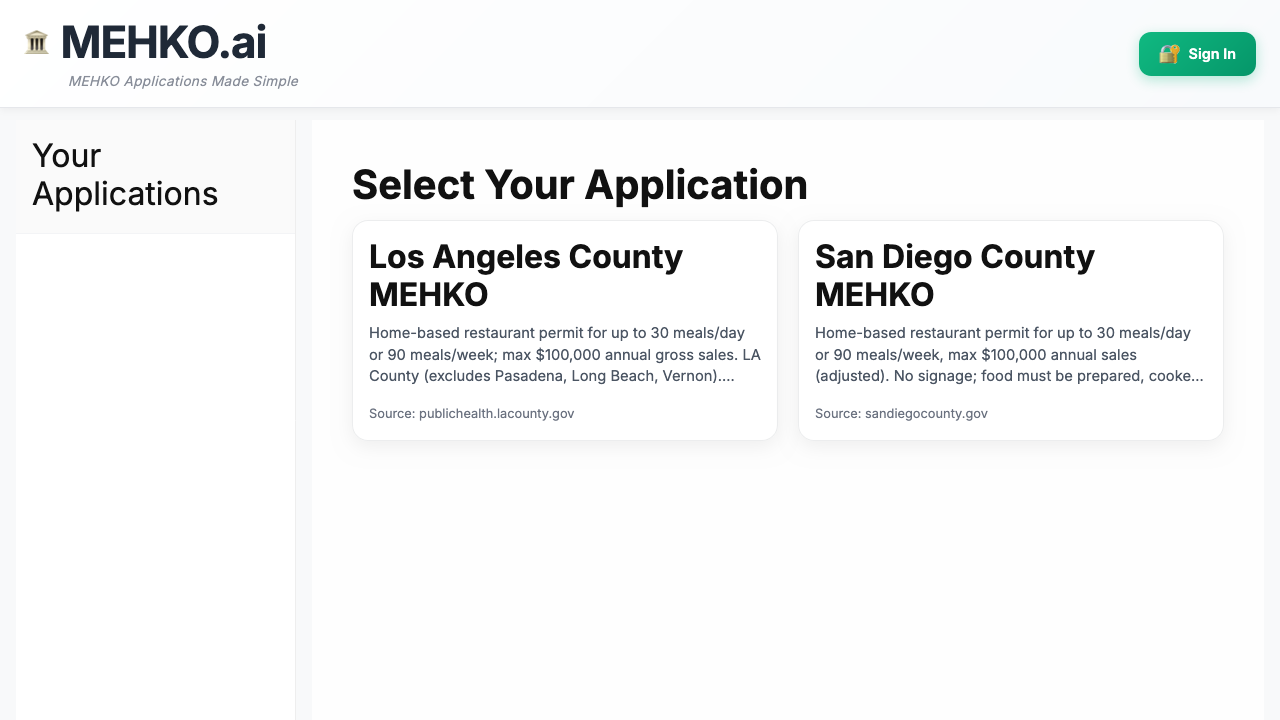 MEHKO.ai
MEHKO Applications Made Simple
Sign In
Your
Applications
Select Your Application
Los Angeles County
MEHKO
Home-based restaurant permit for up to 30 meals/day
or 90 meals/week; max $100,000 annual gross sales. LA
County (excludes Pasadena, Long Beach, Vernon)....
Source: publichealth.lacounty.gov
San Diego County
MEHKO
Home-based restaurant permit for up to 30 meals/day
or 90 meals/week, max $100,000 annual sales
(adjusted). No signage; food must be prepared, cooke...
Source: sandiegocounty.gov